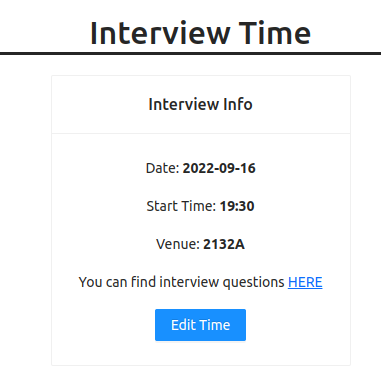 Interview Time
Interview Info
Date: 2022-09-16
Start Time: 19:30
Venue: 2132A
You can find interview questions HERE
Edit Time